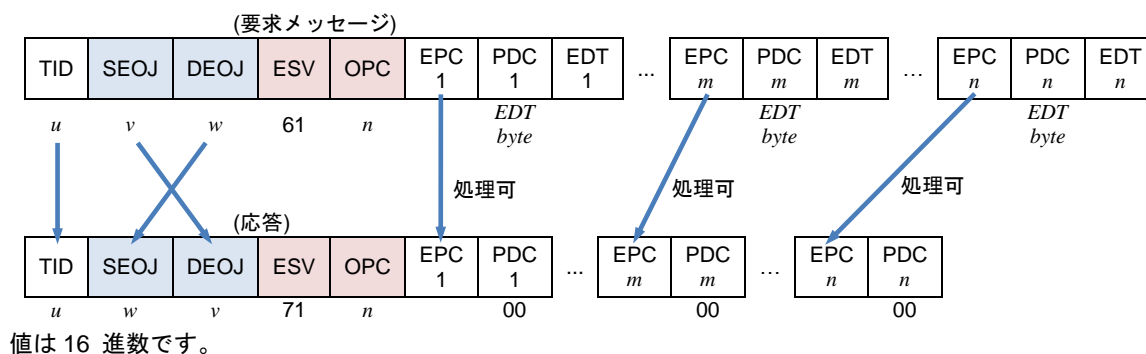 (要求メッセージ)
TID SEOJ DEOJ ESV OPC EPC 1 PDC 1 EDT 1 ... EPC m PDC m EDT m … EPC n PDC n EDT n
u v w 61 n EDT byte EDT byte EDT byte
処理可 処理可 処理可
(応答)
TID SEOJ DEOJ ESV OPC EPC 1 PDC 1 ... EPC m PDC m … EPC n PDC n
u w v 71 n 00 00 00
値は 16 進数です。